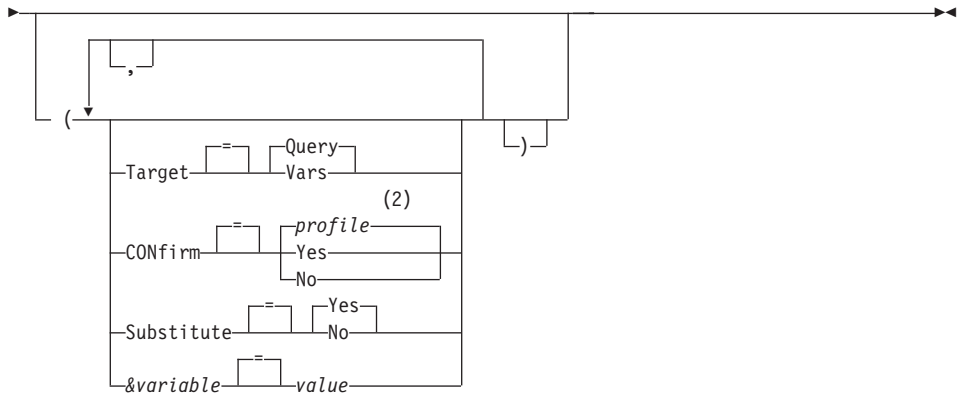 ,
(
)
=
Query
Target
Vars
(2)
=
profile
CONfirm
Yes
No
=
Yes
Substitute
No
=
&variable
value